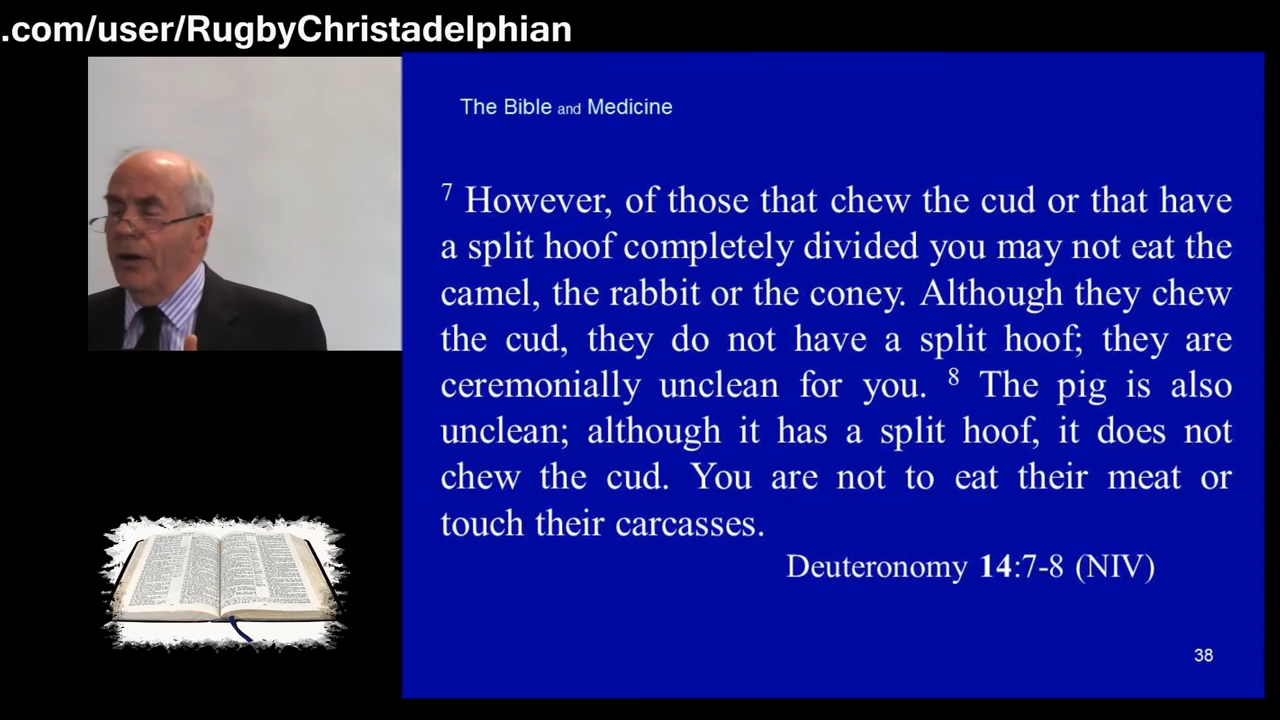 .com/user/RugbyChristadelphian
The Bible and Medicine
7 However, of those that chew the cud or that have
a split hoof completely divided you may not eat the
camel, the rabbit or the coney. Although they chew
the cud, they do not have a split hoof; they are
ceremonially unclean for you. 8 The pig is also
unclean; although it has a split hoof, it does not
chew the cud. You are not to eat their meat or
touch their carcasses.
Deuteronomy 14:7-8 (NIV)
38